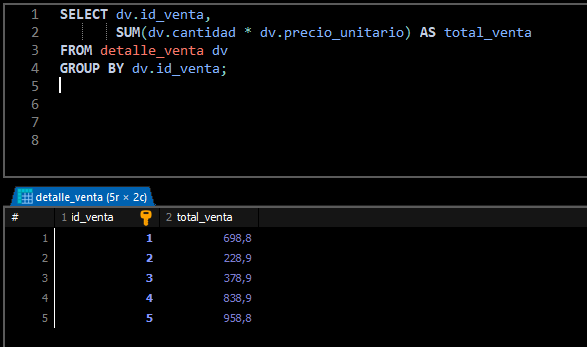 1 SELECT dv.id_venta,
2 SUM(dv.cantidad * dv.precio_unitario) AS total_venta
3 FROM detalle_venta dv
4 GROUP BY dv.id_venta;
5
6
7
8
detalle_venta (5r × 2c)
# 1 id_venta 2 total_venta
1 1 698,8
2 2 228,9
3 3 378,9
4 4 838,9
5 5 958,8